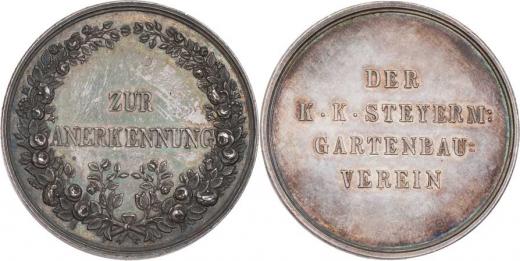 ZUR
ANERKENNUNG
DER
K·K·STEYERM:
GARTENBAU:
VEREIN